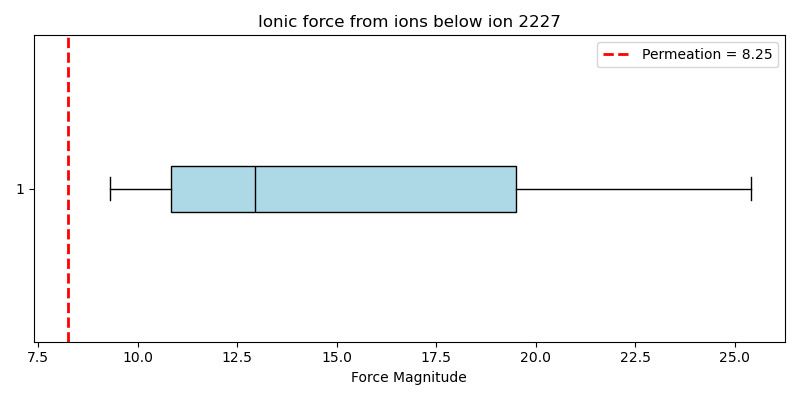 Ionic force from ions below ion 2227
Permeation = 8.25
1
7.5 10.0 12.5 15.0 17.5 20.0 22.5 25.0
Force Magnitude